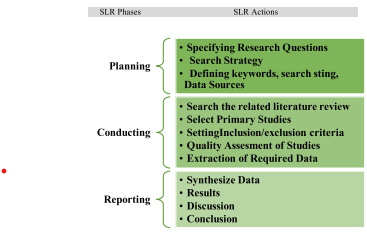 SLR Phases SLR Actions
Planning
• Specifying Research Questions
• Search Strategy
• Defining keywords, search sting,
Data Sources
Conducting
• Search the related literature review
• Select Primary Studies
• SettingInclusion/exclusion criteria
• Quality Assesment of Studies
• Extraction of Required Data
Reporting
• Synthesize Data
• Results
• Discussion
• Conclusion